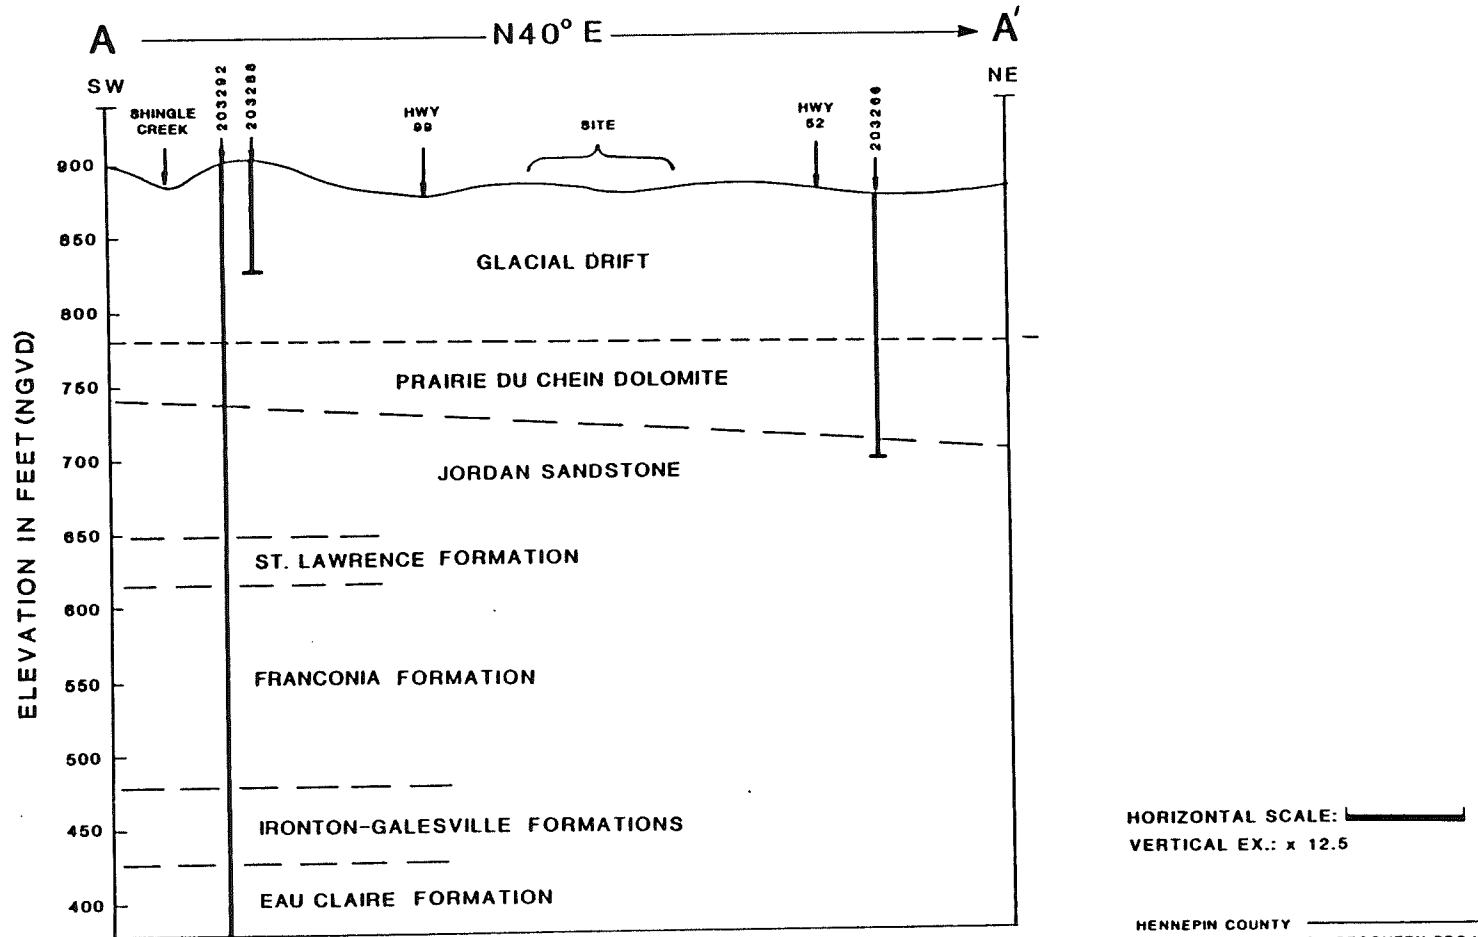 A N40° E A'
SW
NE
SHINGLE
CREEK
203292
203288
HWY
99
SITE
HWY
52
203266
900
850
GLACIAL DRIFT
800
PRAIRIE DU CHEIN DOLOMITE
750
700
JORDAN SANDSTONE
650
ST. LAWRENCE FORMATION
600
FRANCONIA FORMATION
550
500
IRONTON-GALESVILLE FORMATIONS
450
EAU CLAIRE FORMATION
400
ELEVATION IN FEET (NGVD)
HORIZONTAL SCALE:
VERTICAL EX.: x 12.5
HENNEPIN COUNTY